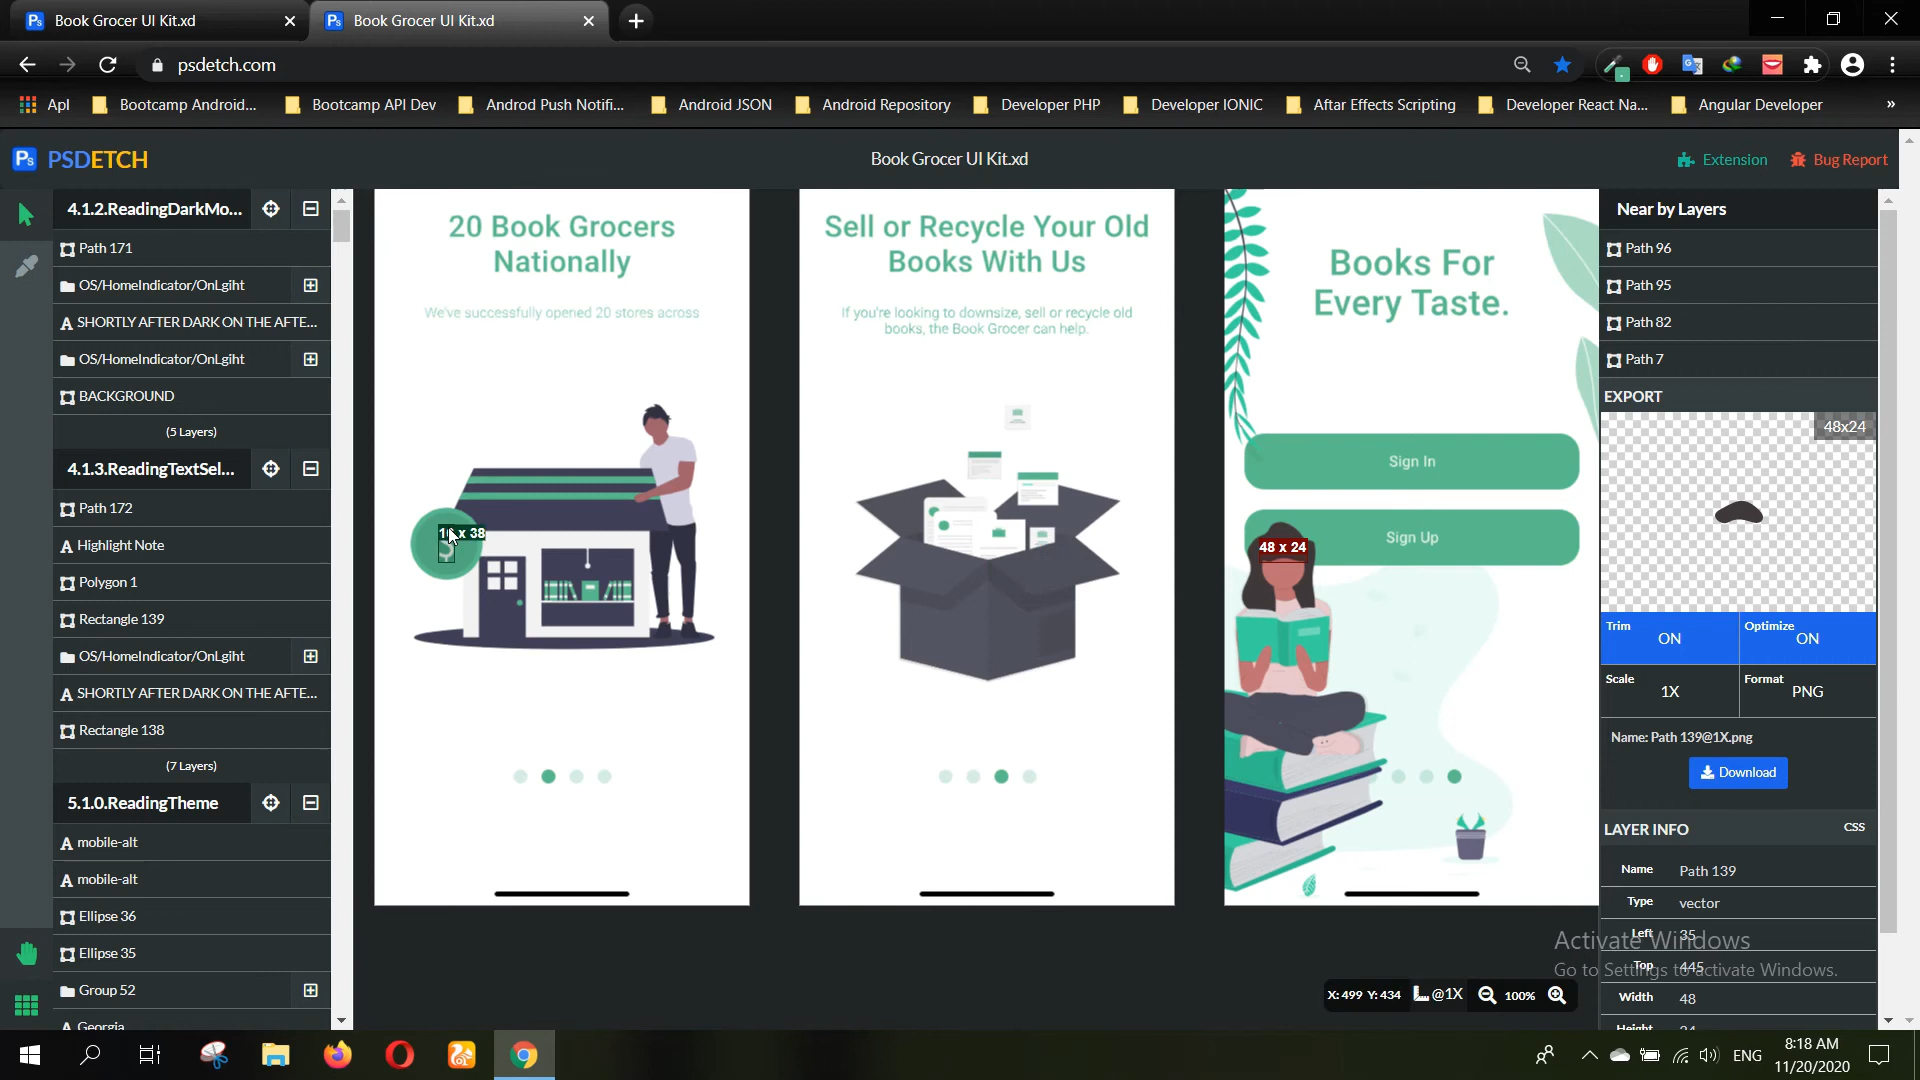 Ps Book Grocer UI Kit.xd
Ps Book Grocer UI Kit.xd
psdetch.com
Apl
Bootcamp Android...
Bootcamp API Dev
Androd Push Notifi...
Android JSON
Android Repository
Developer PHP
Developer IONIC
Aftar Effects Scripting
Developer React Na...
Angular Developer
»
Ps PSDETCH
Book Grocer UI Kit.xd
Extension
Bug Report
4.1.2.ReadingDarkMo...
Path 171
OS/HomeIndicator/OnLgiht
A SHORTLY AFTER DARK ON THE AFTE...
OS/HomeIndicator/OnLgiht
BACKGROUND
(5 Layers)
4.1.3.ReadingTextSel...
Path 172
A Highlight Note
Polygon 1
Rectangle 139
OS/HomeIndicator/OnLgiht
A SHORTLY AFTER DARK ON THE AFTE...
Rectangle 138
(7 Layers)
5.1.0.ReadingTheme
A mobile-alt
A mobile-alt
Ellipse 36
Ellipse 35
Group 52
A Georgia
20 Book Grocers
Nationally
We've successfully opened 20 stores across
x 38
$
Sell or Recycle Your Old
Books With Us
If you're looking to downsize, sell or recycle old
books, the Book Grocer can help.
Books For
Every Taste.
Sign In
Sign Up
48 x 24
X: 499 Y: 434
@1X
100%
Near by Layers
Path 96
Path 95
Path 82
Path 7
EXPORT
48x24
Trim
ON
Optimize
ON
Scale
1X
Format
PNG
Name: Path 139@1X.png
Download
LAYER INFO
CSS
Name Path 139
Type vector
Left 35
Top 445
Width 48
Height 24
Activate Windows
Go to Settings to activate Windows.
ENG
8:18 AM
11/20/2020